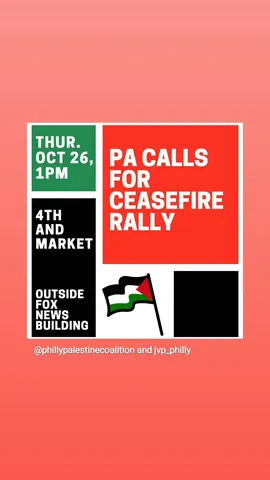 THUR.
OCT 26,
1PM
PA CALLS
FOR
CEASEFIRE
RALLY
4TH
AND
MARKET
OUTSIDE
FOX
NEWS
BUILDING
@phillypalestinecoalition and jvp_philly